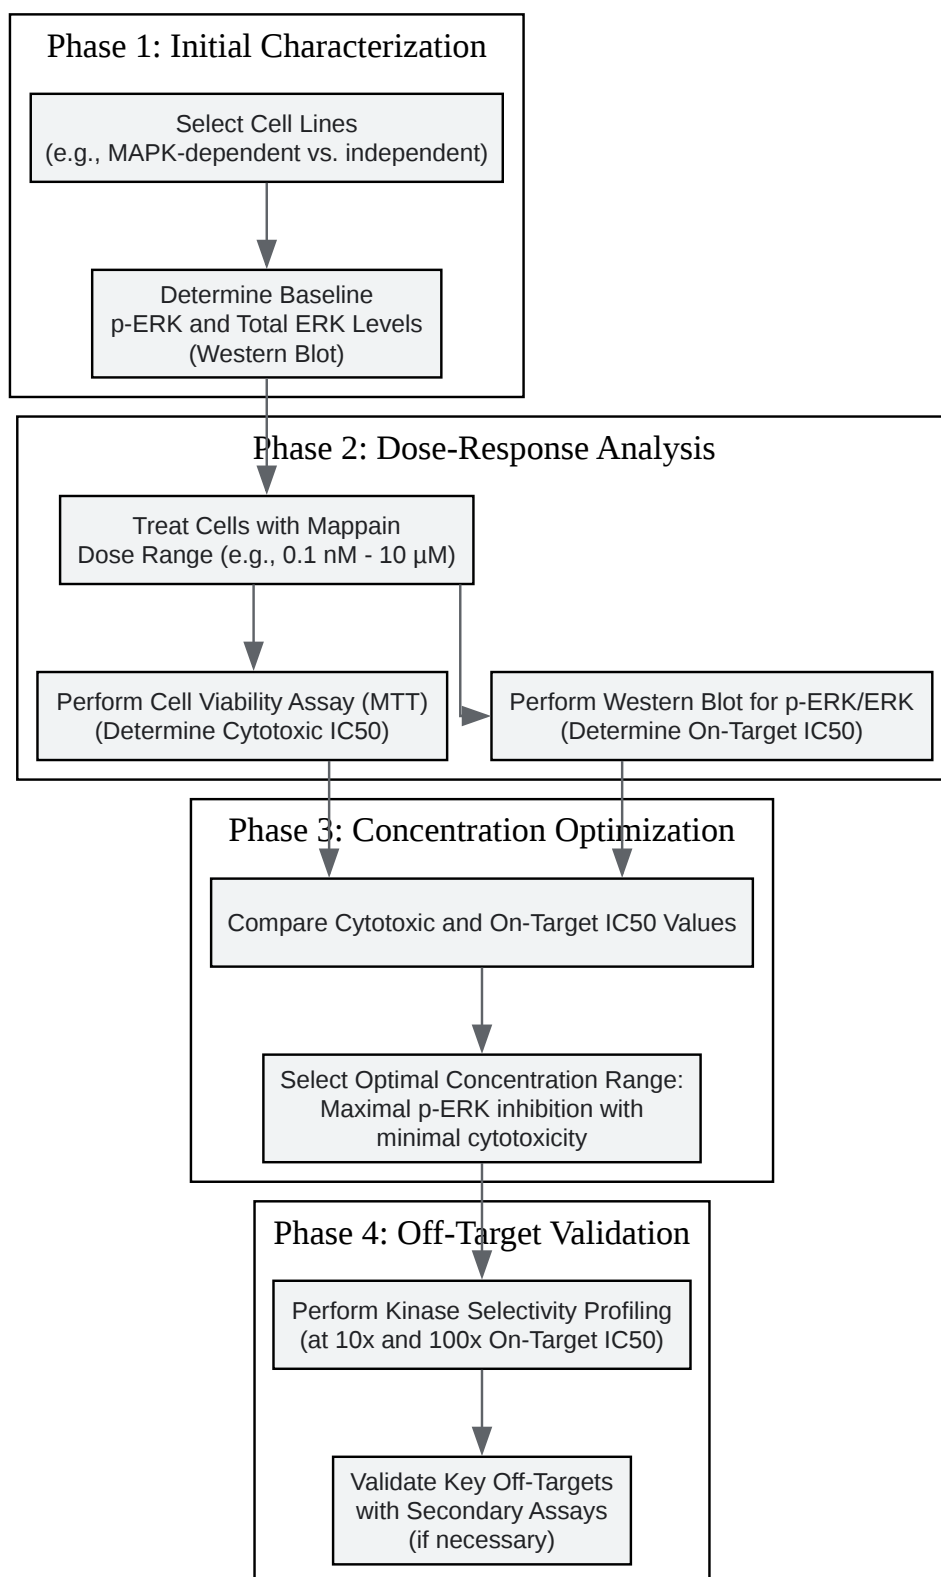 Phase 1: Initial Characterization
Select Cell Lines
(e.g., MAPK-dependent vs. independent)
Determine Baseline
p-ERK and Total ERK Levels
(Western Blot)
Phase 2: Dose-Response Analysis
Treat Cells with Mappain
Dose Range (e.g., 0.1 nM - 10 µM)
Perform Cell Viability Assay (MTT)
(Determine Cytotoxic IC50)
Perform Western Blot for p-ERK/ERK
(Determine On-Target IC50)
Phase 3: Concentration Optimization
Compare Cytotoxic and On-Target IC50 Values
Select Optimal Concentration Range:
Maximal p-ERK inhibition with
minimal cytotoxicity
Phase 4: Off-Target Validation
Perform Kinase Selectivity Profiling
(at 10x and 100x On-Target IC50)
Validate Key Off-Targets
with Secondary Assays
(if necessary)